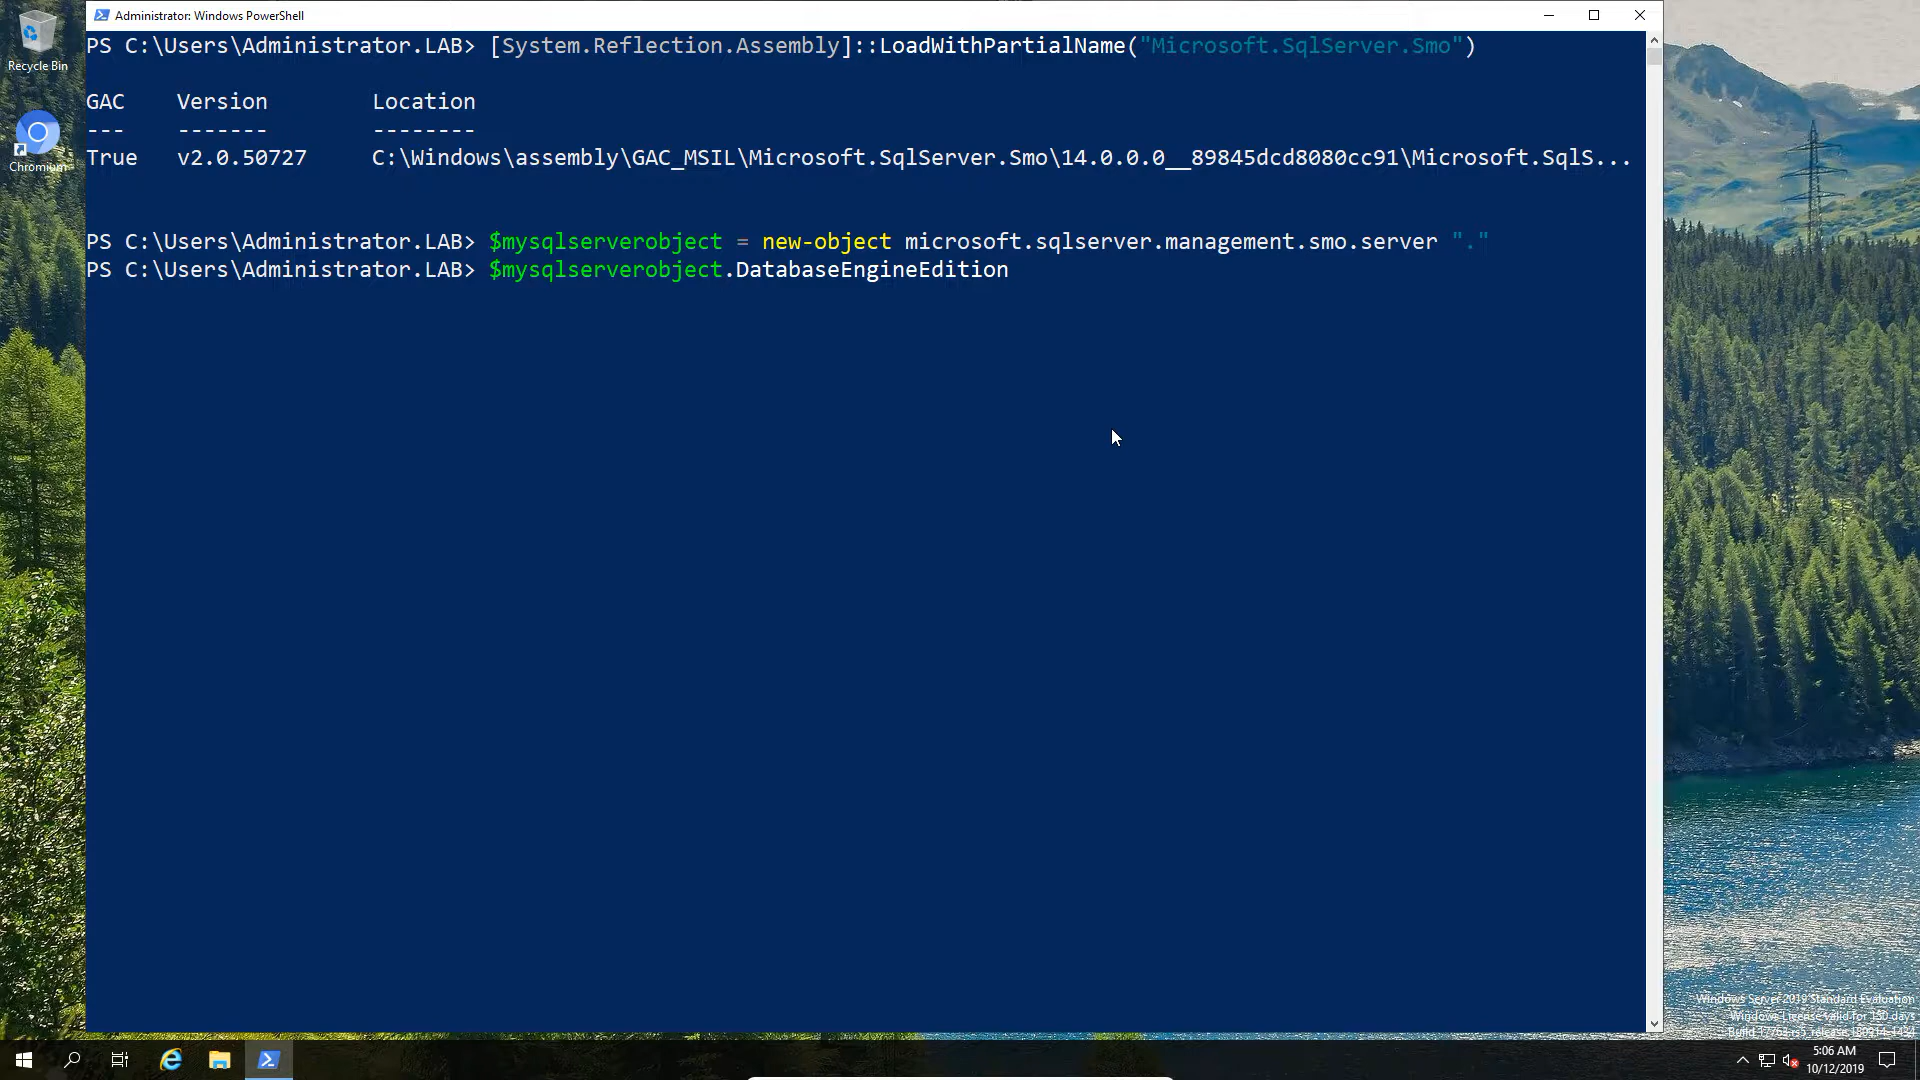 Administrator: Windows PowerShell
Recycle Bin
Chromium
PS C:\Users\Administrator.LAB> [System.Reflection.Assembly]::LoadWithPartialName("Microsoft.SqlServer.Smo")
GAC Version Location
--- ------- --------
True v2.0.50727 C:\Windows\assembly\GAC_MSIL\Microsoft.SqlServer.Smo\14.0.0.0__89845dcd8080cc91\Microsoft.SqlS...
PS C:\Users\Administrator.LAB> $mysqlserverobject = new-object microsoft.sqlserver.management.smo.server "."
PS C:\Users\Administrator.LAB> $mysqlserverobject.DatabaseEngineEdition
Windows Server 2019 Standard Evaluation
Windows License valid for 180 days
Build 17763.rs5_release.180914-1434
5:06 AM
10/12/2019